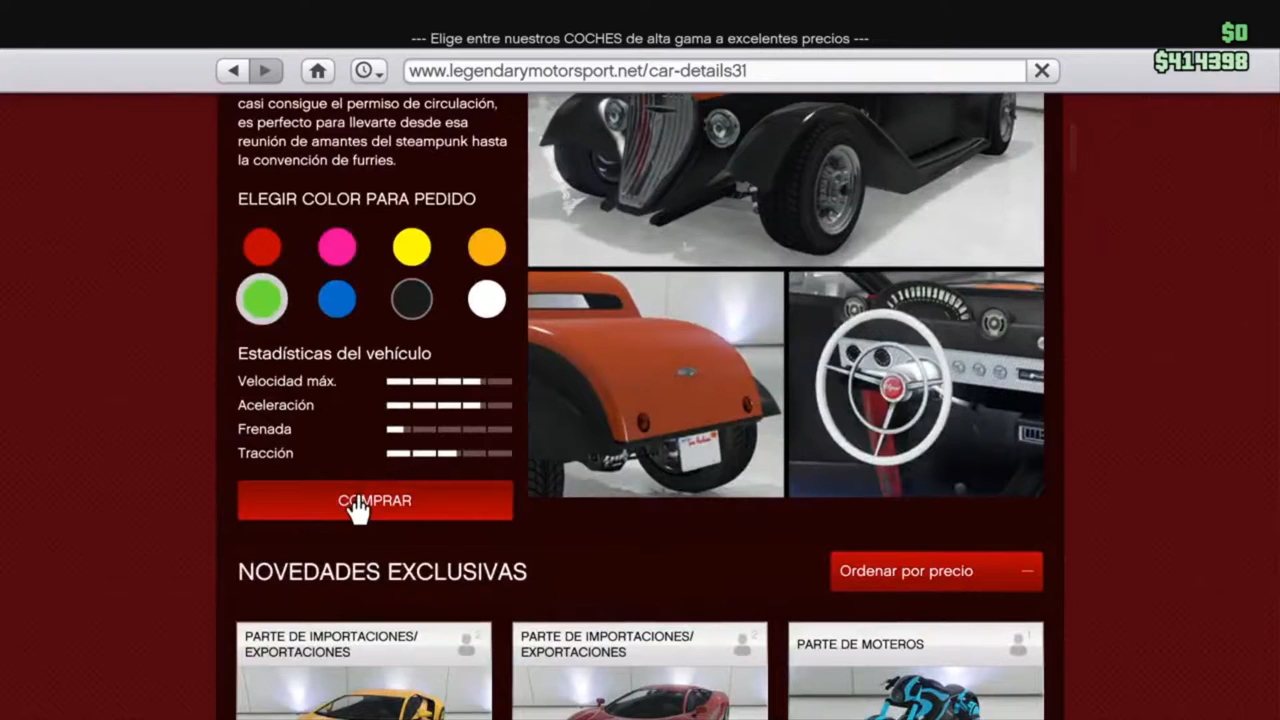 --- Elige entre nuestros COCHES de alta gama a excelentes precios ---
$0
$414398
www.legendarymotorsport.net/car-details31
casi consigue el permiso de circulación,
es perfecto para llevarte desde esa
reunión de amantes del steampunk hasta
la convención de furries.
ELEGIR COLOR PARA PEDIDO
Estadísticas del vehículo
Velocidad máx.
Aceleración
Frenada
Tracción
COMPRAR
NOVEDADES EXCLUSIVAS
Ordenar por precio
PARTE DE IMPORTACIONES/
EXPORTACIONES
2
PARTE DE IMPORTACIONES/
EXPORTACIONES
2
PARTE DE MOTEROS
1